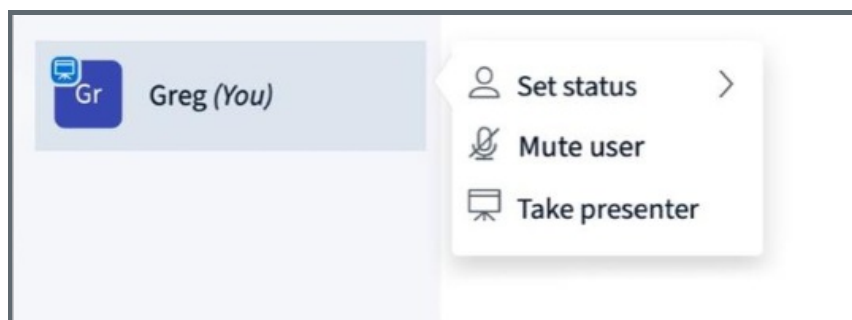 Gr
Greg (You)
Set status
Mute user
Take presenter